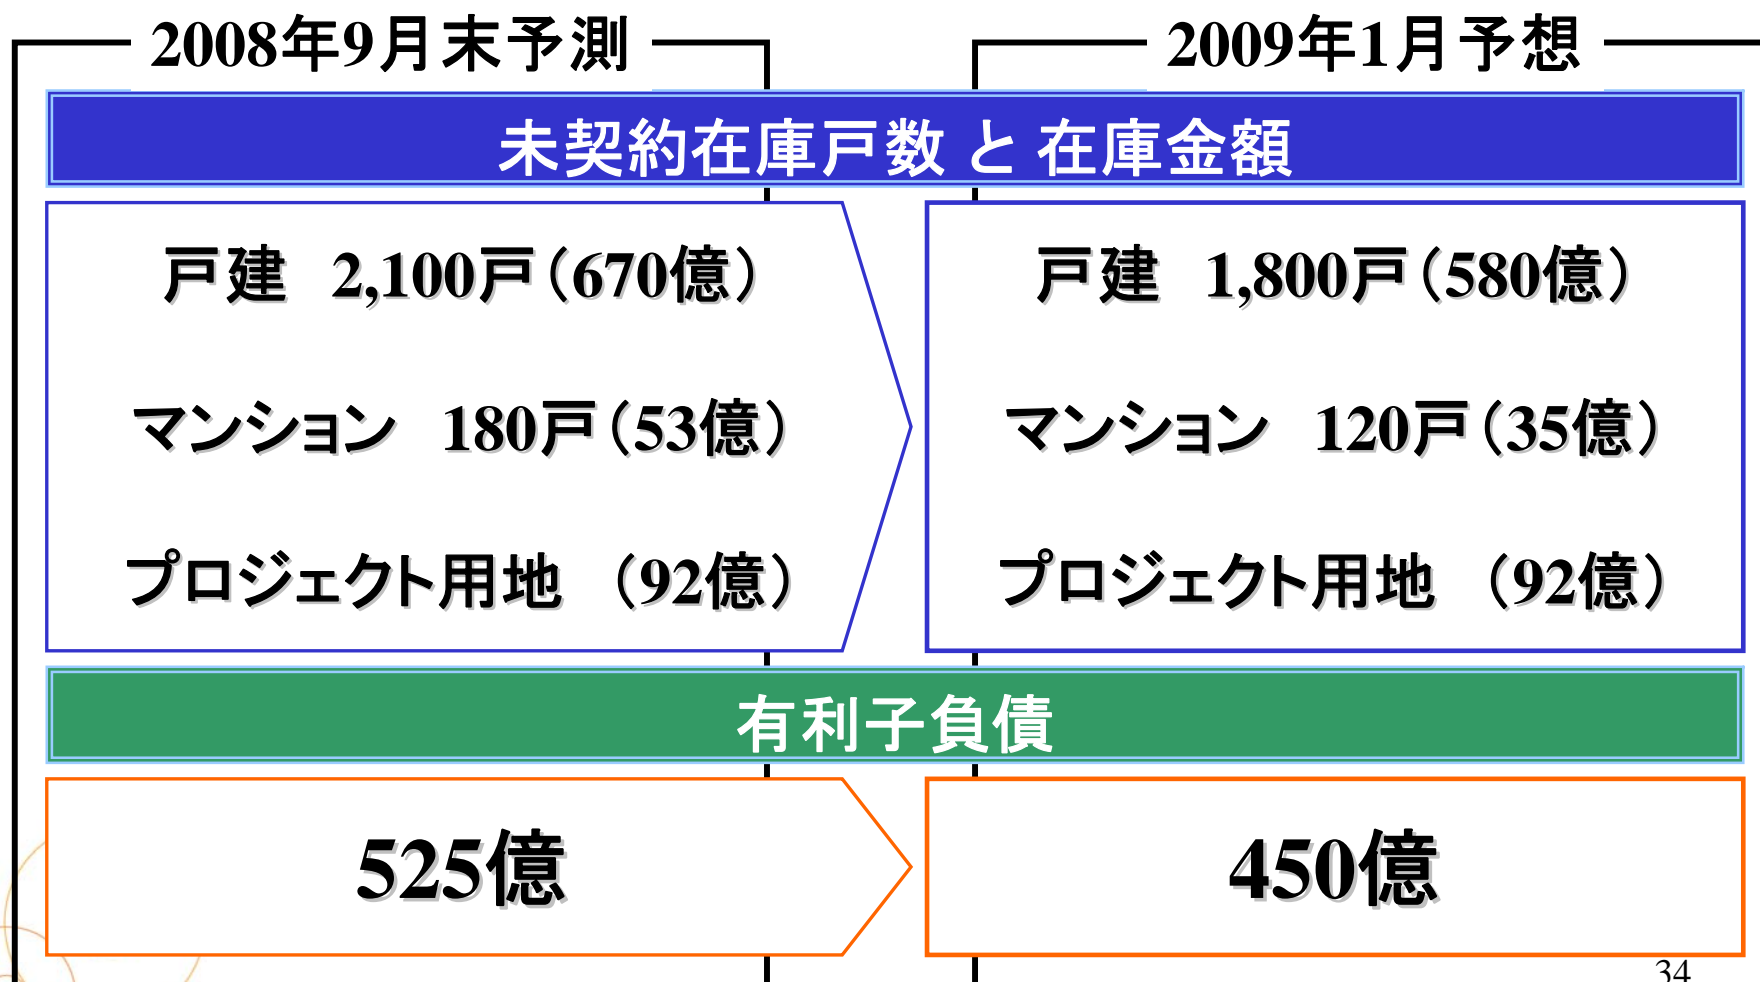 2008年9月末予測
2009年1月予想
未契約在庫戸数 と 在庫金額
戸建　2,100戸（670億）
マンション　180戸（53億）
プロジェクト用地　（92億）
戸建　1,800戸（580億）
マンション　120戸（35億）
プロジェクト用地　（92億）
有利子負債
525億
450億
34